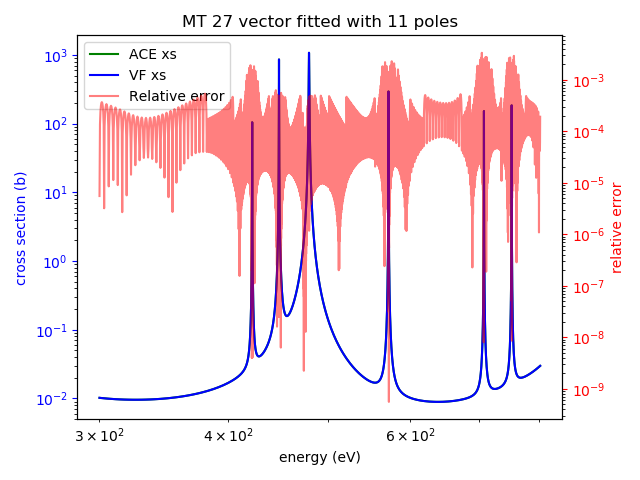 MT 27 vector fitted with 11 poles
ACE xs
VF xs
Relative error
cross section (b)
10³
10²
10¹
10⁰
10⁻¹
10⁻²
relative error
10⁻³
10⁻⁴
10⁻⁵
10⁻⁶
10⁻⁷
10⁻⁸
10⁻⁹
3 × 10²
4 × 10²
6 × 10²
energy (eV)